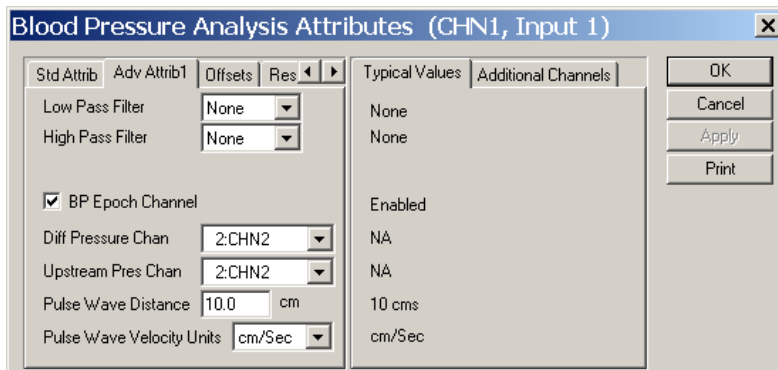 Blood Pressure Analysis Attributes (CHN1, Input 1)
Std Attrib Adv Attrib1 Offsets Res Typical Values Additional Channels OK
Low Pass Filter None None Cancel
High Pass Filter None None Apply
Print
BP Epoch Channel Enabled
Diff Pressure Chan 2:CHN2 NA
Upstream Pres Chan 2:CHN2 NA
Pulse Wave Distance 10.0 cm 10 cms
Pulse Wave Velocity Units cm/Sec cm/Sec